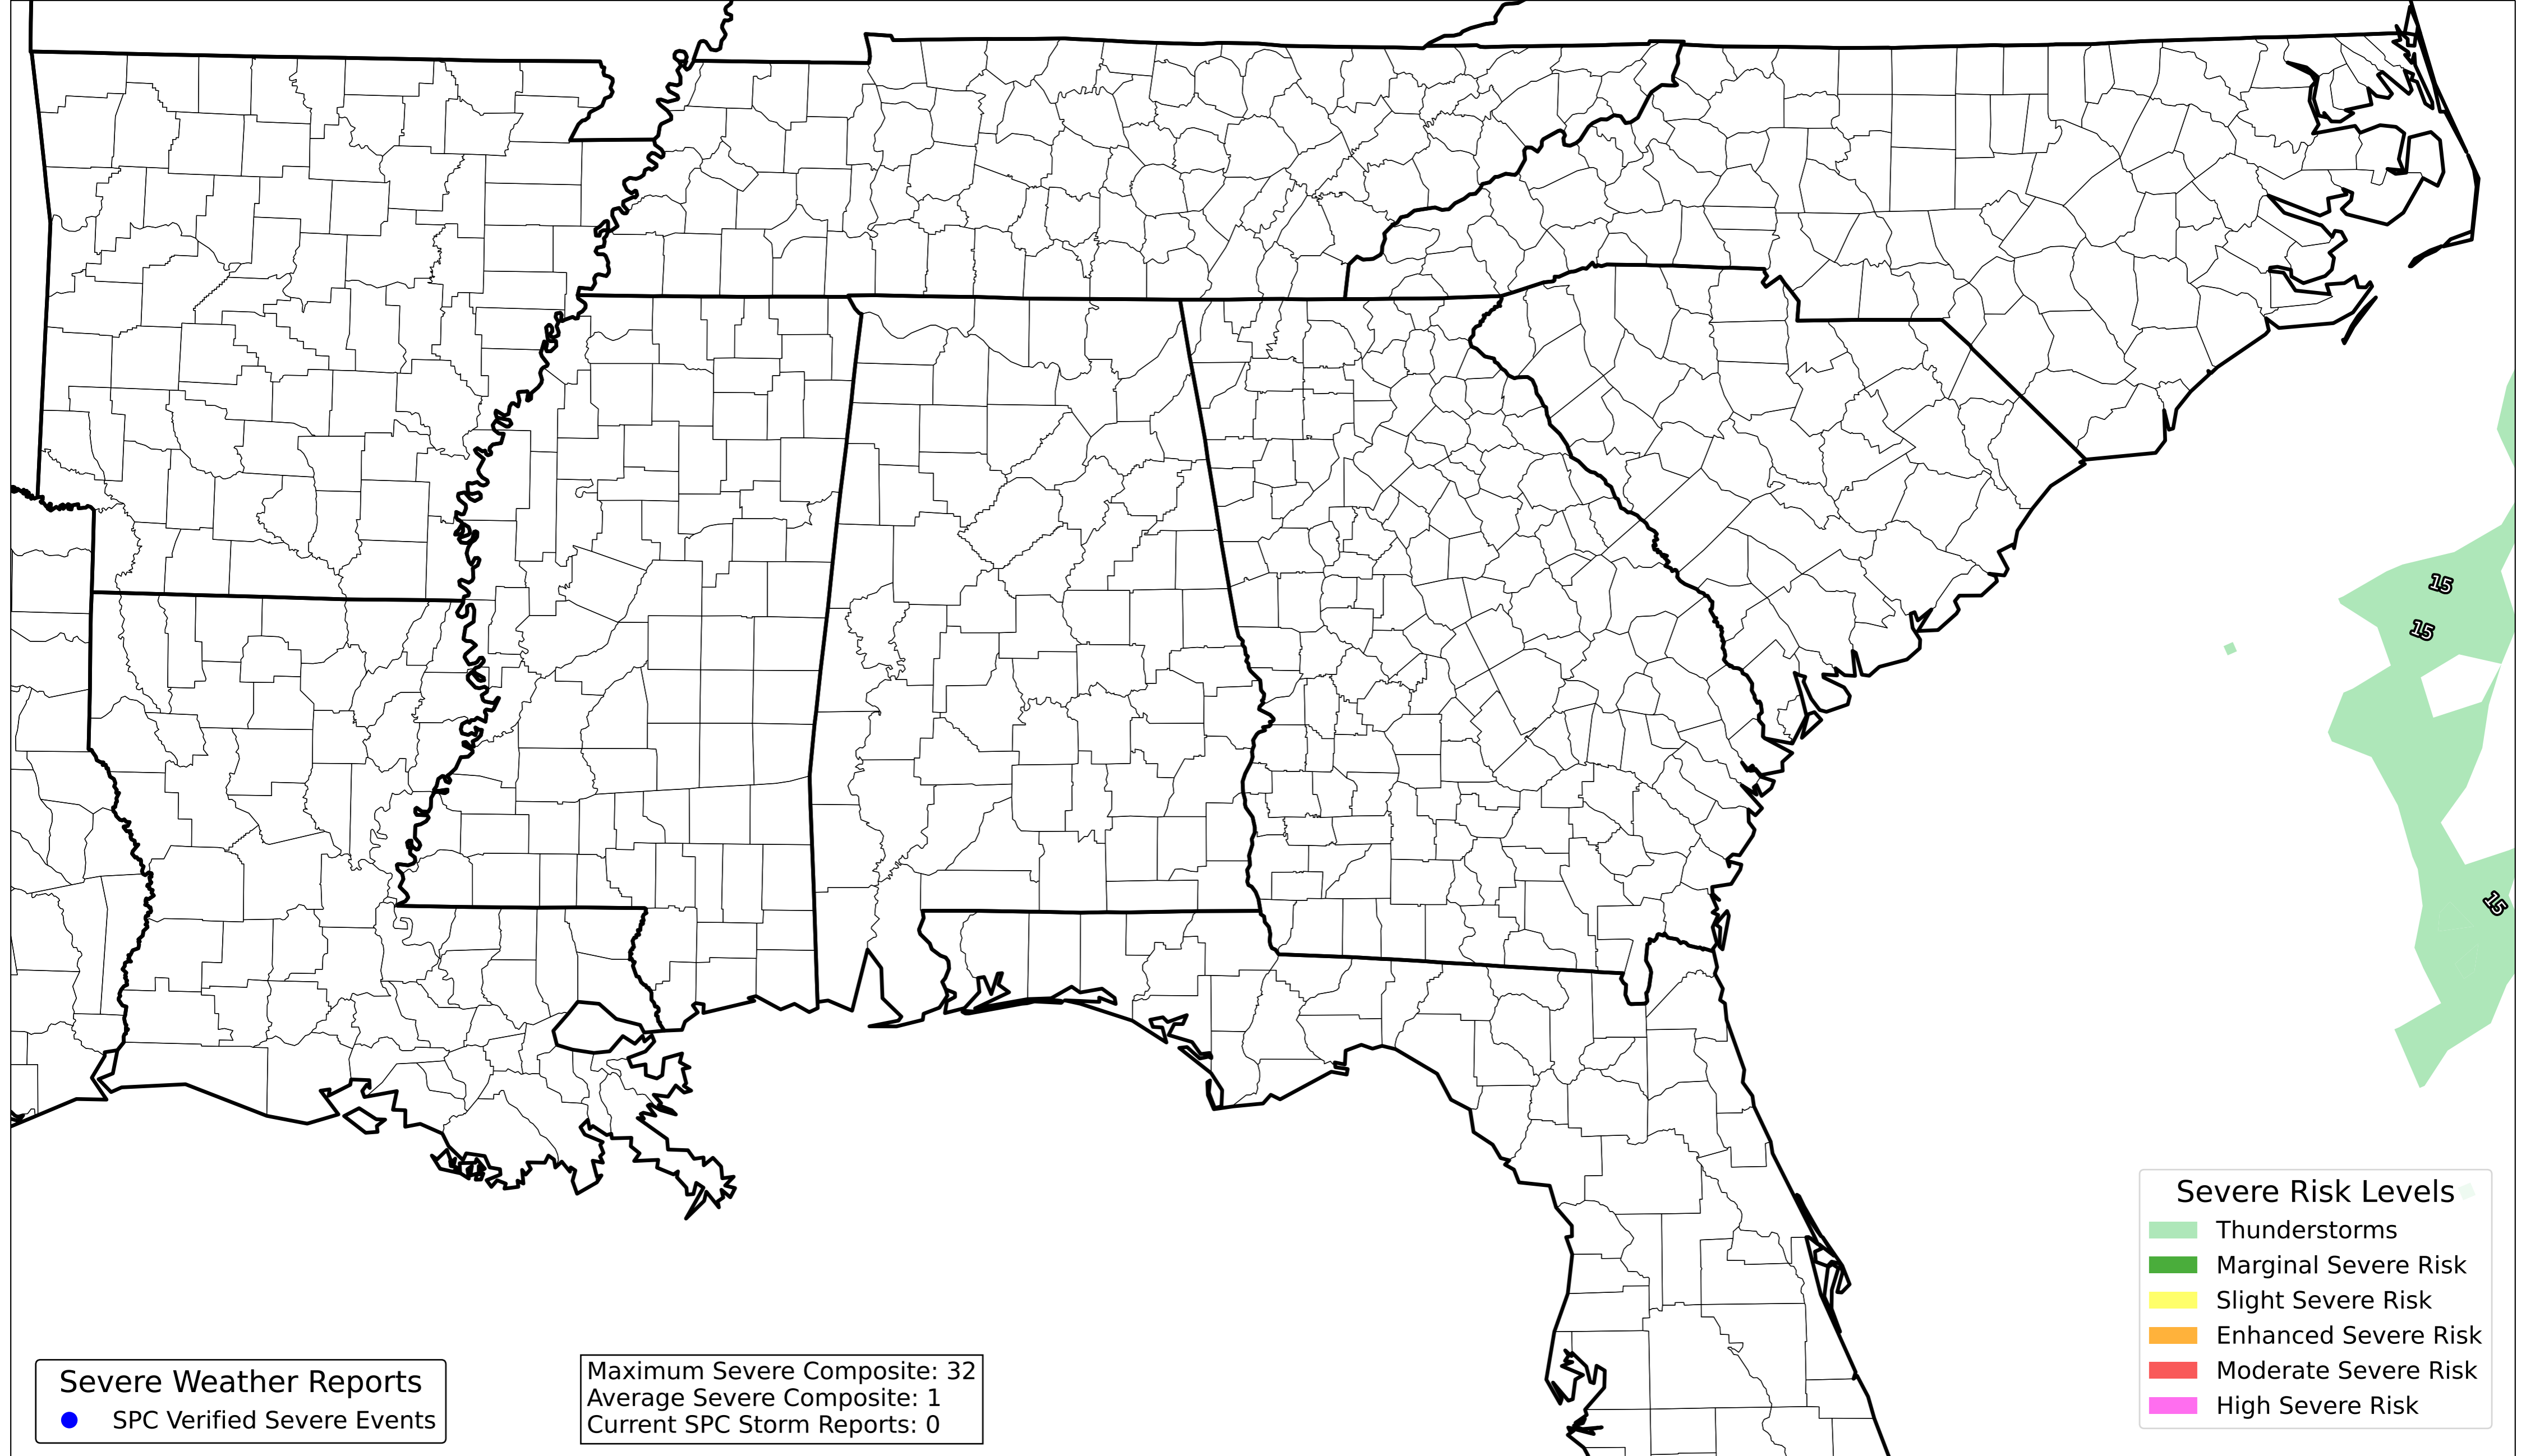 15
15
15
Severe Risk Levels
Thunderstorms
Marginal Severe Risk
Slight Severe Risk
Enhanced Severe Risk
Moderate Severe Risk
High Severe Risk
Severe Weather Reports
SPC Verified Severe Events
Maximum Severe Composite: 32
Average Severe Composite: 1
Current SPC Storm Reports: 0